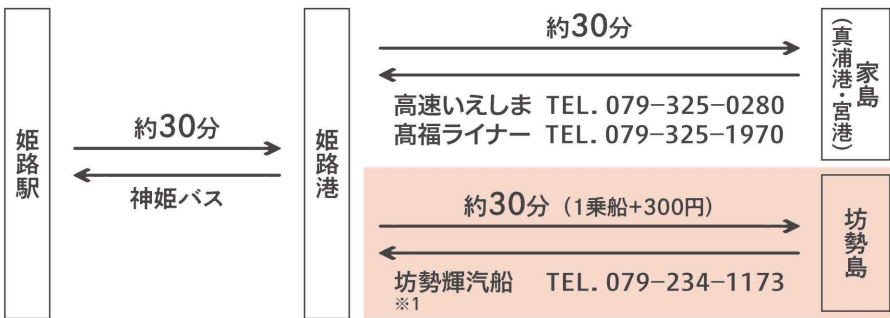 姫路駅
約30分
神姫バス
姫路港
約30分
高速いえしま TEL. 079-325-0280
髙福ライナー TEL. 079-325-1970
家島
(真浦港・宮港)
約30分 (1乗船+300円)
坊勢輝汽船 TEL. 079-234-1173
※1
坊勢島